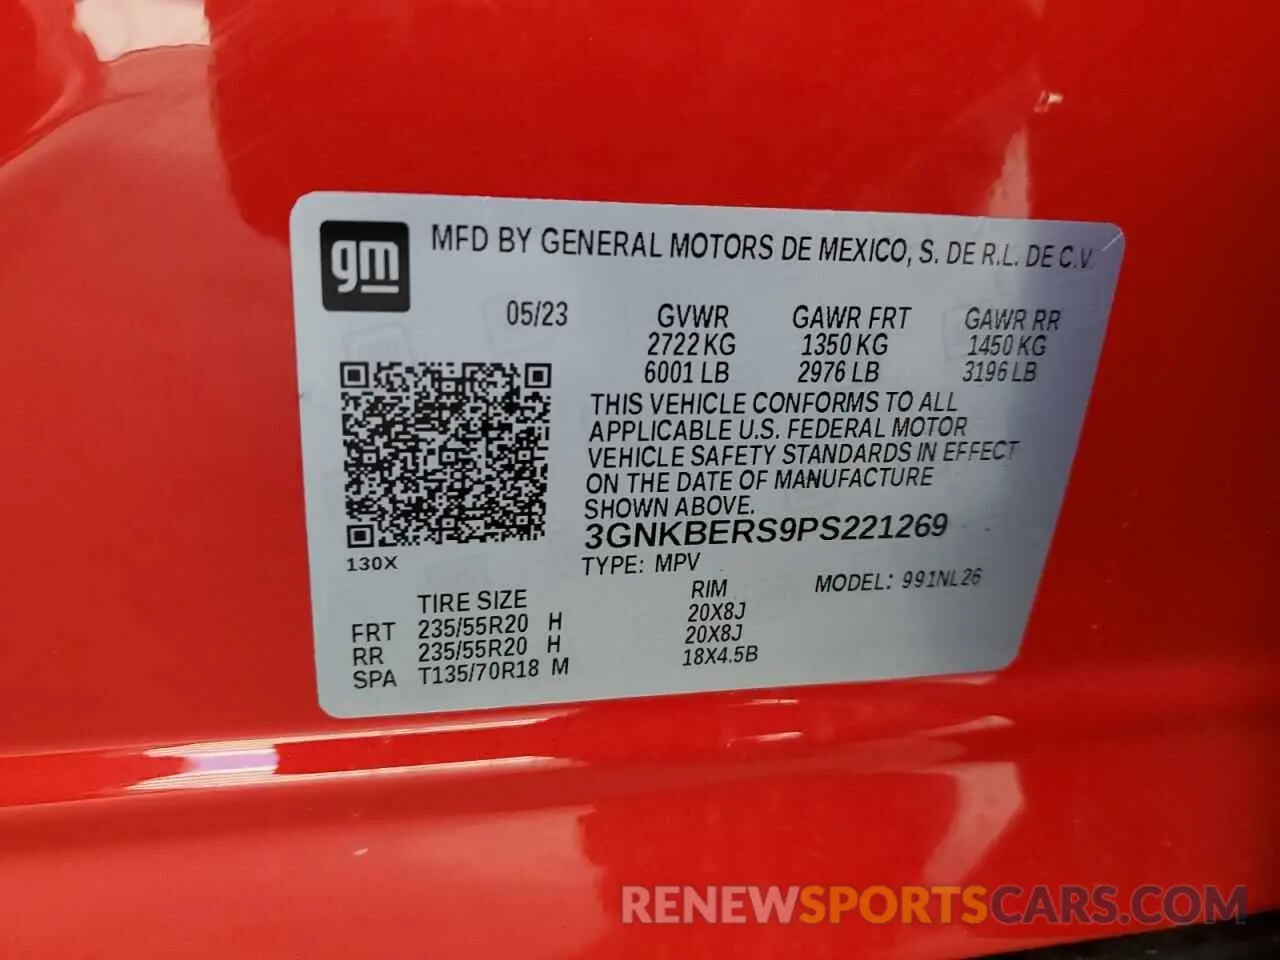 gm
MFD BY GENERAL MOTORS DE MEXICO, S. DE R.L. DE C.V.
05/23 GVWR GAWR FRT GAWR RR
2722 KG 1350 KG 1450 KG
6001 LB 2976 LB 3196 LB
THIS VEHICLE CONFORMS TO ALL
APPLICABLE U.S. FEDERAL MOTOR
VEHICLE SAFETY STANDARDS IN EFFECT
ON THE DATE OF MANUFACTURE
SHOWN ABOVE.
3GNKBERS9PS221269
130X
TYPE: MPV MODEL: 991NL26
TIRE SIZE RIM
FRT 235/55R20 H 20X8J
RR 235/55R20 H 20X8J
SPA T135/70R18 M 18X4.5B
RENEWSPORTSCARS.COM